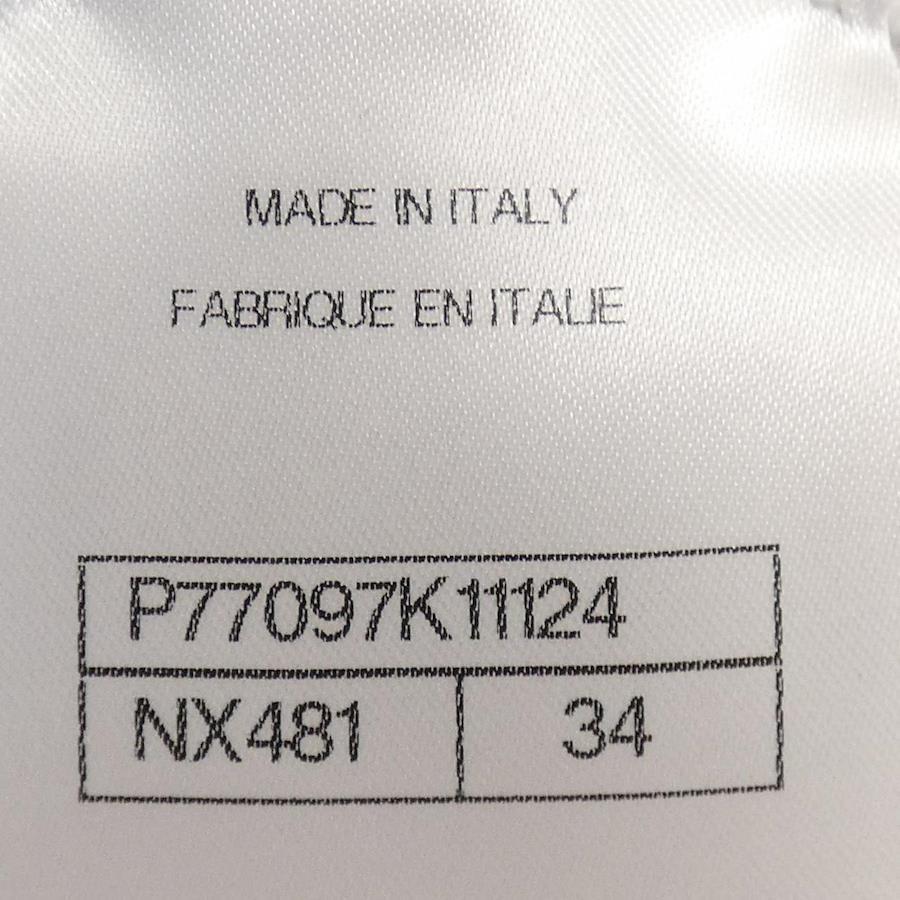 MADE IN ITALY
FABRIQUE EN ITALIE
P77097K11124
NX481 34